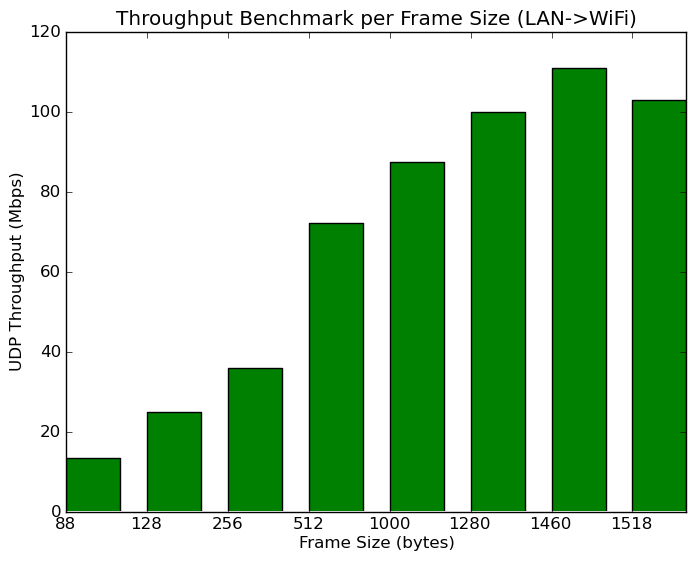 Throughput Benchmark per Frame Size (LAN->WiFi)
120
100
80
60
40
20
0
UDP Throughput (Mbps)
88 128 256 512 1000 1280 1460 1518
Frame Size (bytes)